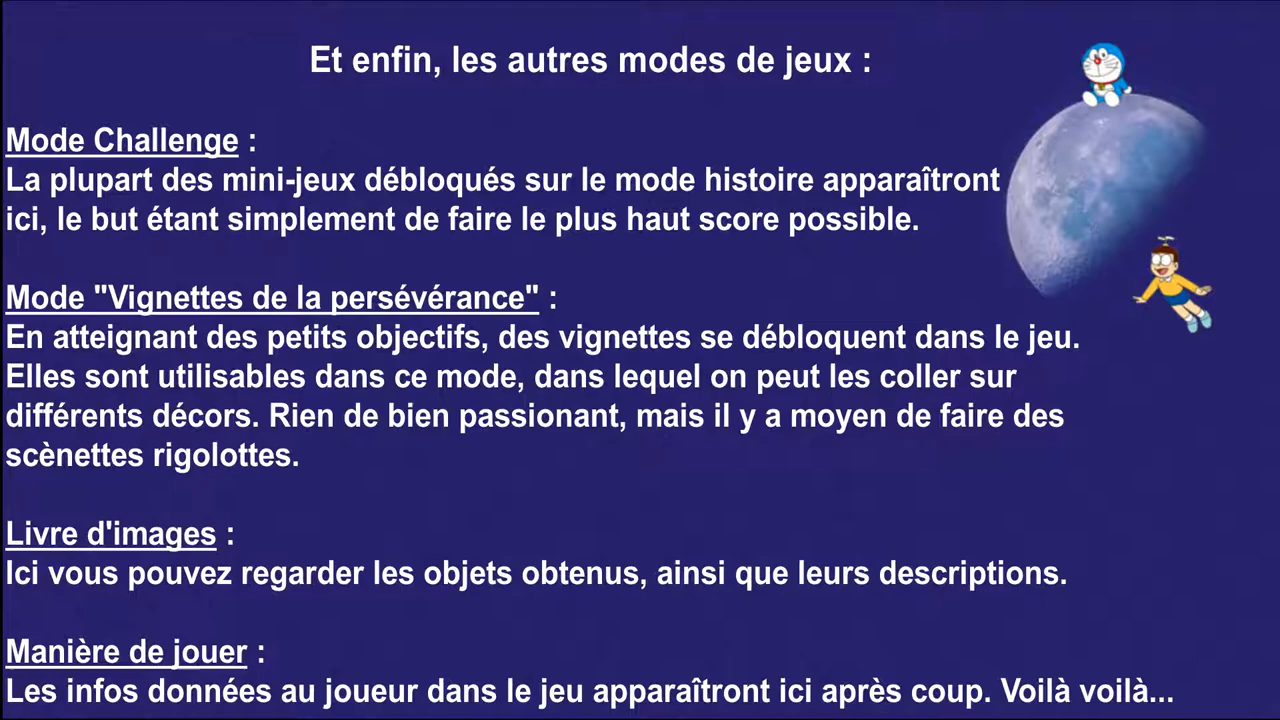 Et enfin, les autres modes de jeux :
Mode Challenge :
La plupart des mini-jeux débloqués sur le mode histoire apparaîtront
ici, le but étant simplement de faire le plus haut score possible.
Mode "Vignettes de la persévérance" :
En atteignant des petits objectifs, des vignettes se débloquent dans le jeu.
Elles sont utilisables dans ce mode, dans lequel on peut les coller sur
différents décors. Rien de bien passionant, mais il y a moyen de faire des
scènettes rigolottes.
Livre d'images :
Ici vous pouvez regarder les objets obtenus, ainsi que leurs descriptions.
Manière de jouer :
Les infos données au joueur dans le jeu apparaîtront ici après coup. Voilà voilà...